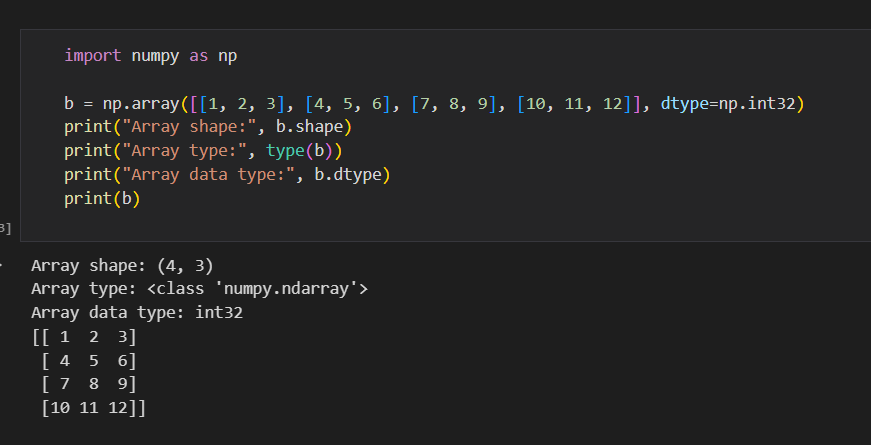 import numpy as np
b = np.array([[1, 2, 3], [4, 5, 6], [7, 8, 9], [10, 11, 12]], dtype=np.int32)
print("Array shape:", b.shape)
print("Array type:", type(b))
print("Array data type:", b.dtype)
print(b)
3]
Array shape: (4, 3)
Array type: <class 'numpy.ndarray'>
Array data type: int32
[[ 1  2  3]
 [ 4  5  6]
 [ 7  8  9]
 [10 11 12]]